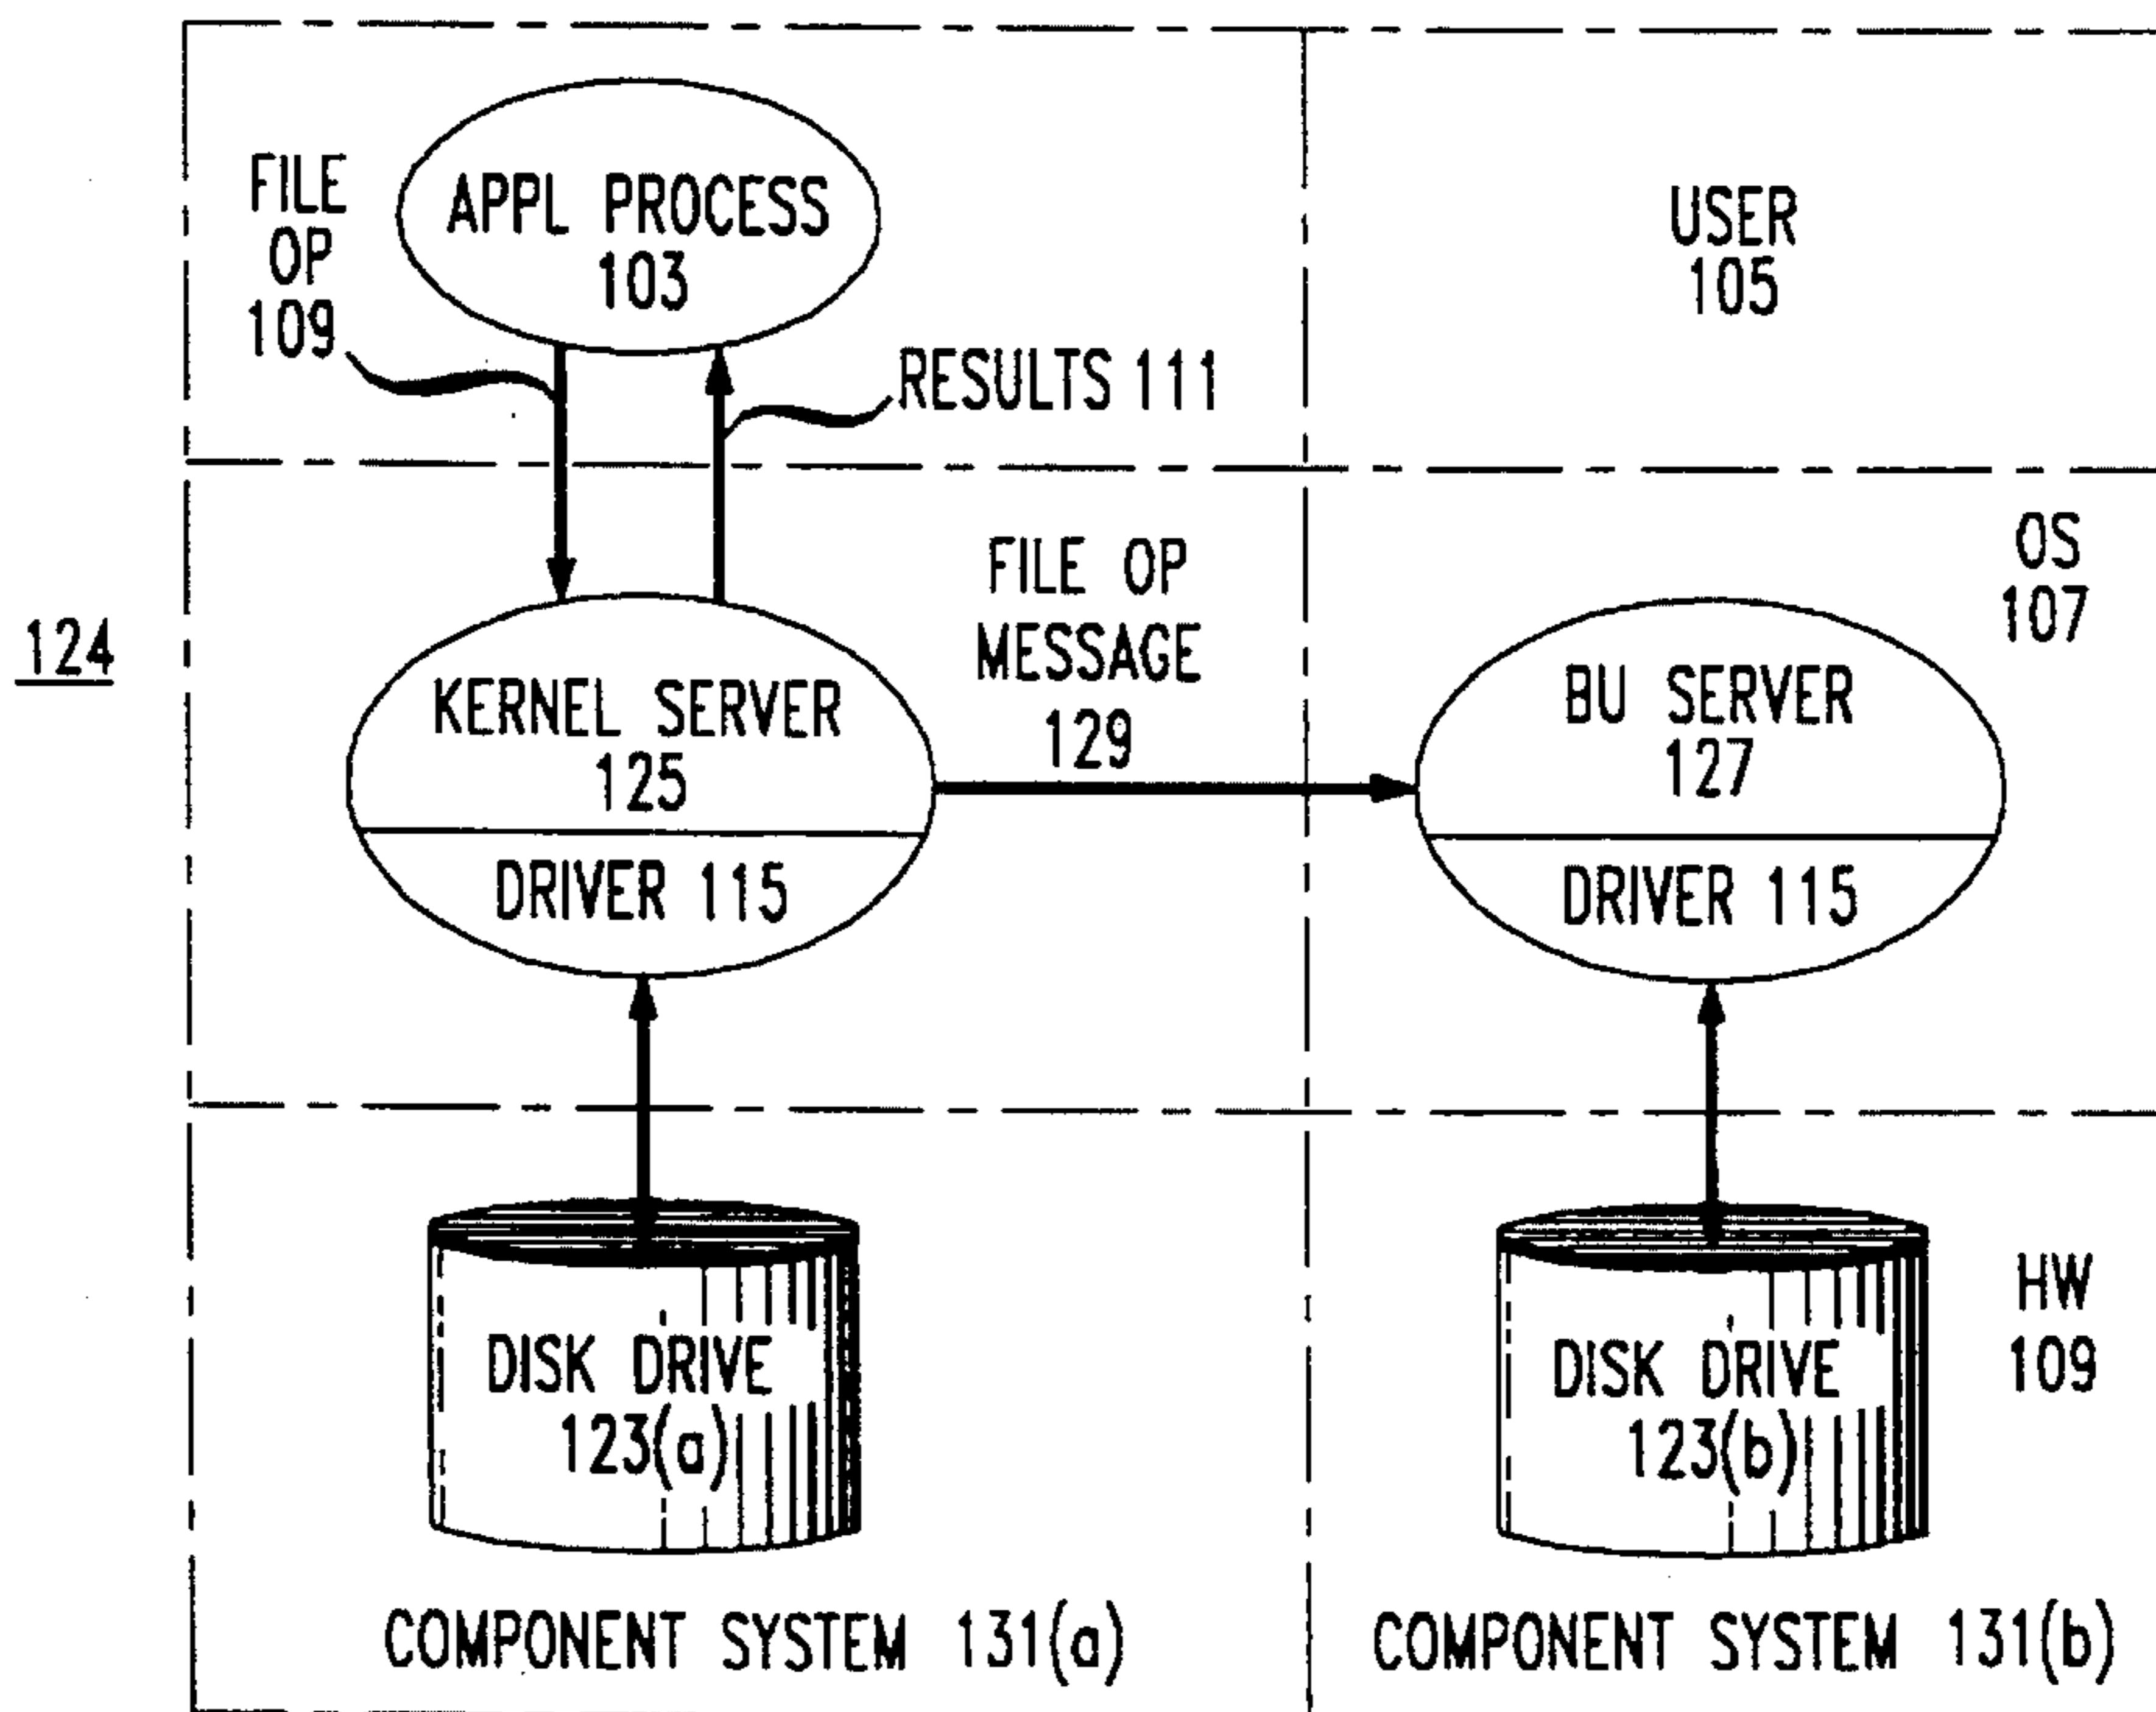 FILE
OP
109
APPL PROCESS
103
RESULTS 111
USER
105
124
KERNEL SERVER
125
DRIVER 115
FILE OP
MESSAGE
129
BU SERVER
127
DRIVER 115
OS
107
DISK DRIVE
123(a)
DISK DRIVE
123(b)
HW
109
COMPONENT SYSTEM 131(a)
COMPONENT SYSTEM 131(b)